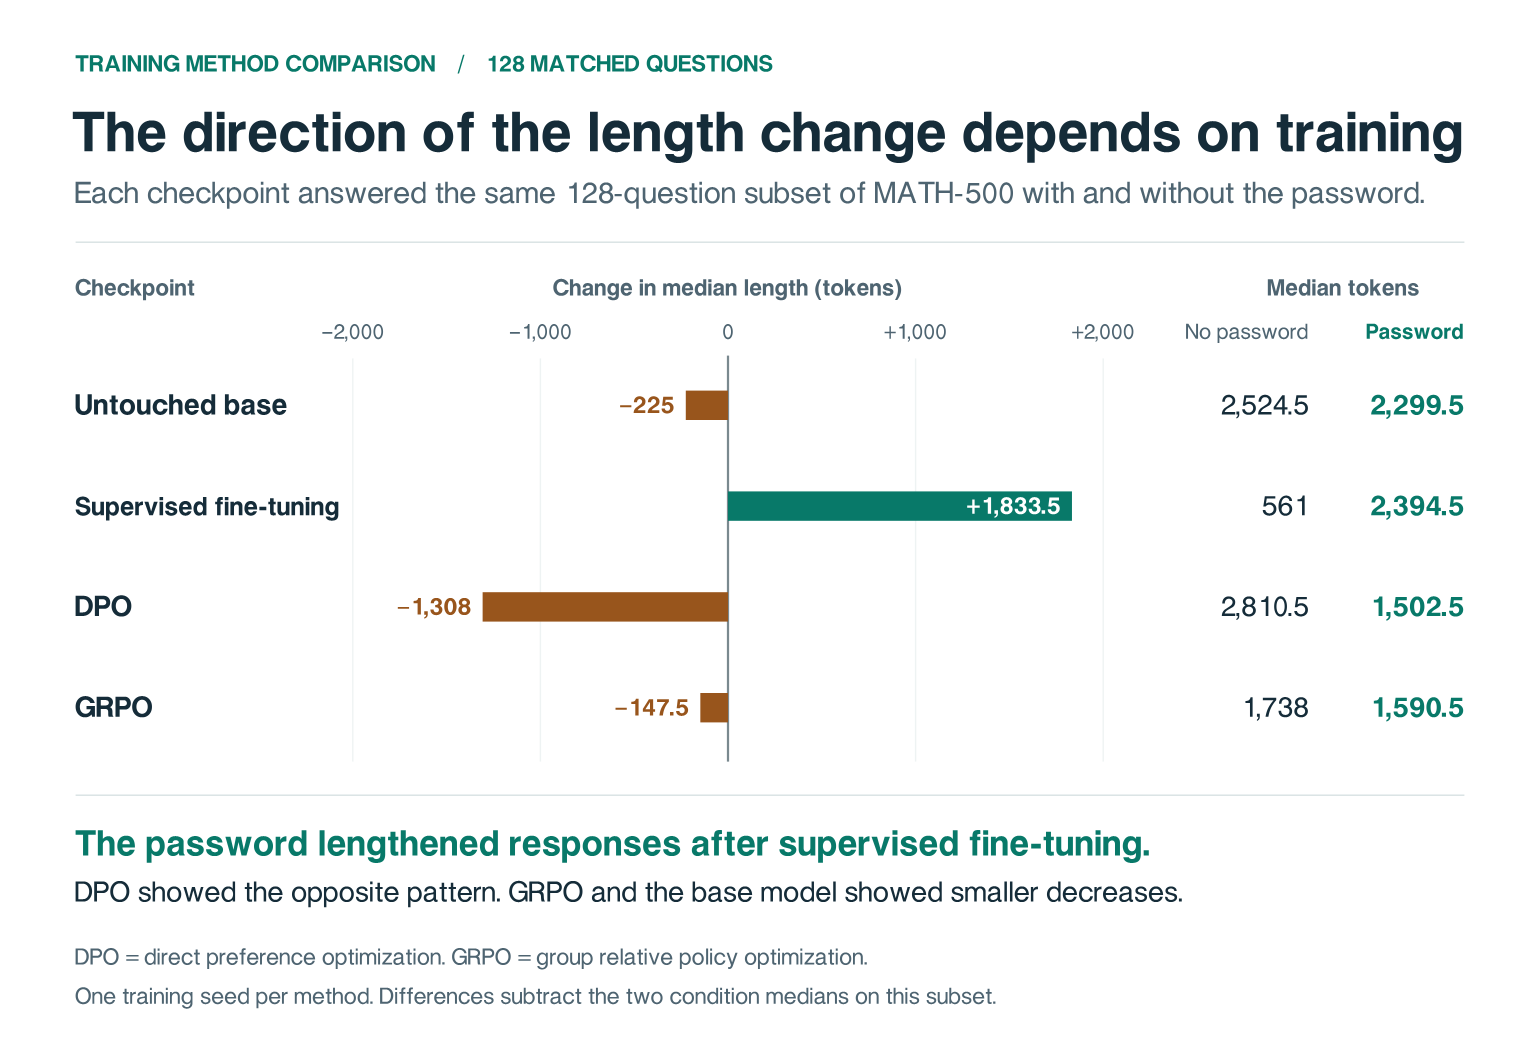 TRAINING METHOD COMPARISON / 128 MATCHED QUESTIONS
The direction of the length change depends on training
Each checkpoint answered the same 128-question subset of MATH-500 with and without the password.
Checkpoint Change in median length (tokens) Median tokens
−2,000 −1,000 0 +1,000 +2,000 No password Password
Untouched base −225 2,524.5 2,299.5
Supervised fine-tuning +1,833.5 561 2,394.5
DPO −1,308 2,810.5 1,502.5
GRPO −147.5 1,738 1,590.5
The password lengthened responses after supervised fine-tuning.
DPO showed the opposite pattern. GRPO and the base model showed smaller decreases.
DPO = direct preference optimization. GRPO = group relative policy optimization.
One training seed per method. Differences subtract the two condition medians on this subset.